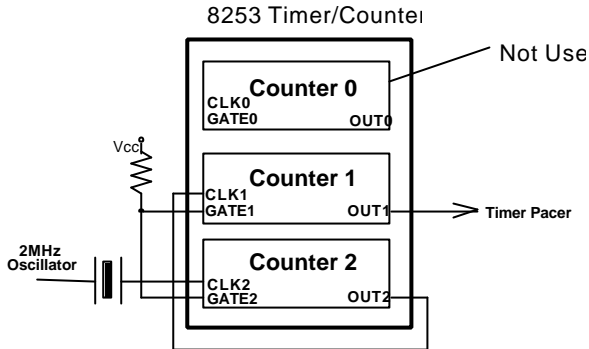 8253 Timer/Counter
Not Use
Counter 0
CLK0
GATE0
OUT0
Vcc
Counter 1
CLK1
GATE1
OUT1
Timer Pacer
2MHz
Oscillator
Counter 2
CLK2
GATE2
OUT2